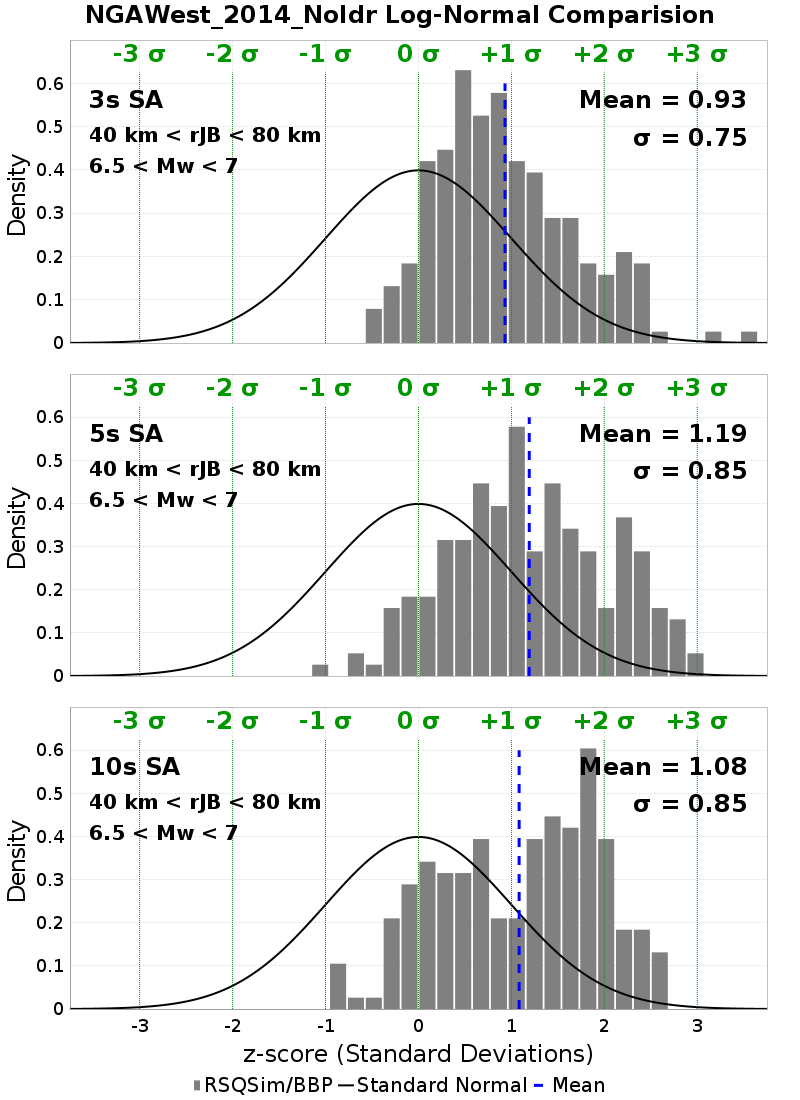 NGAWest_2014_NoIdr Log-Normal Comparision
-3 σ -2 σ -1 σ 0 σ +1 σ +2 σ +3 σ
3s SA
Mean = 0.93
40 km < rJB < 80 km
σ = 0.75
6.5 < Mw < 7
Density
0.6
0.5
0.4
0.3
0.2
0.1
0
-3 σ -2 σ -1 σ 0 σ +1 σ +2 σ +3 σ
5s SA
Mean = 1.19
40 km < rJB < 80 km
σ = 0.85
6.5 < Mw < 7
Density
0.6
0.5
0.4
0.3
0.2
0.1
0
-3 σ -2 σ -1 σ 0 σ +1 σ +2 σ +3 σ
10s SA
Mean = 1.08
40 km < rJB < 80 km
σ = 0.85
6.5 < Mw < 7
Density
0.6
0.5
0.4
0.3
0.2
0.1
0
-3 -2 -1 0 1 2 3
z-score (Standard Deviations)
RSQSim/BBP Standard Normal Mean